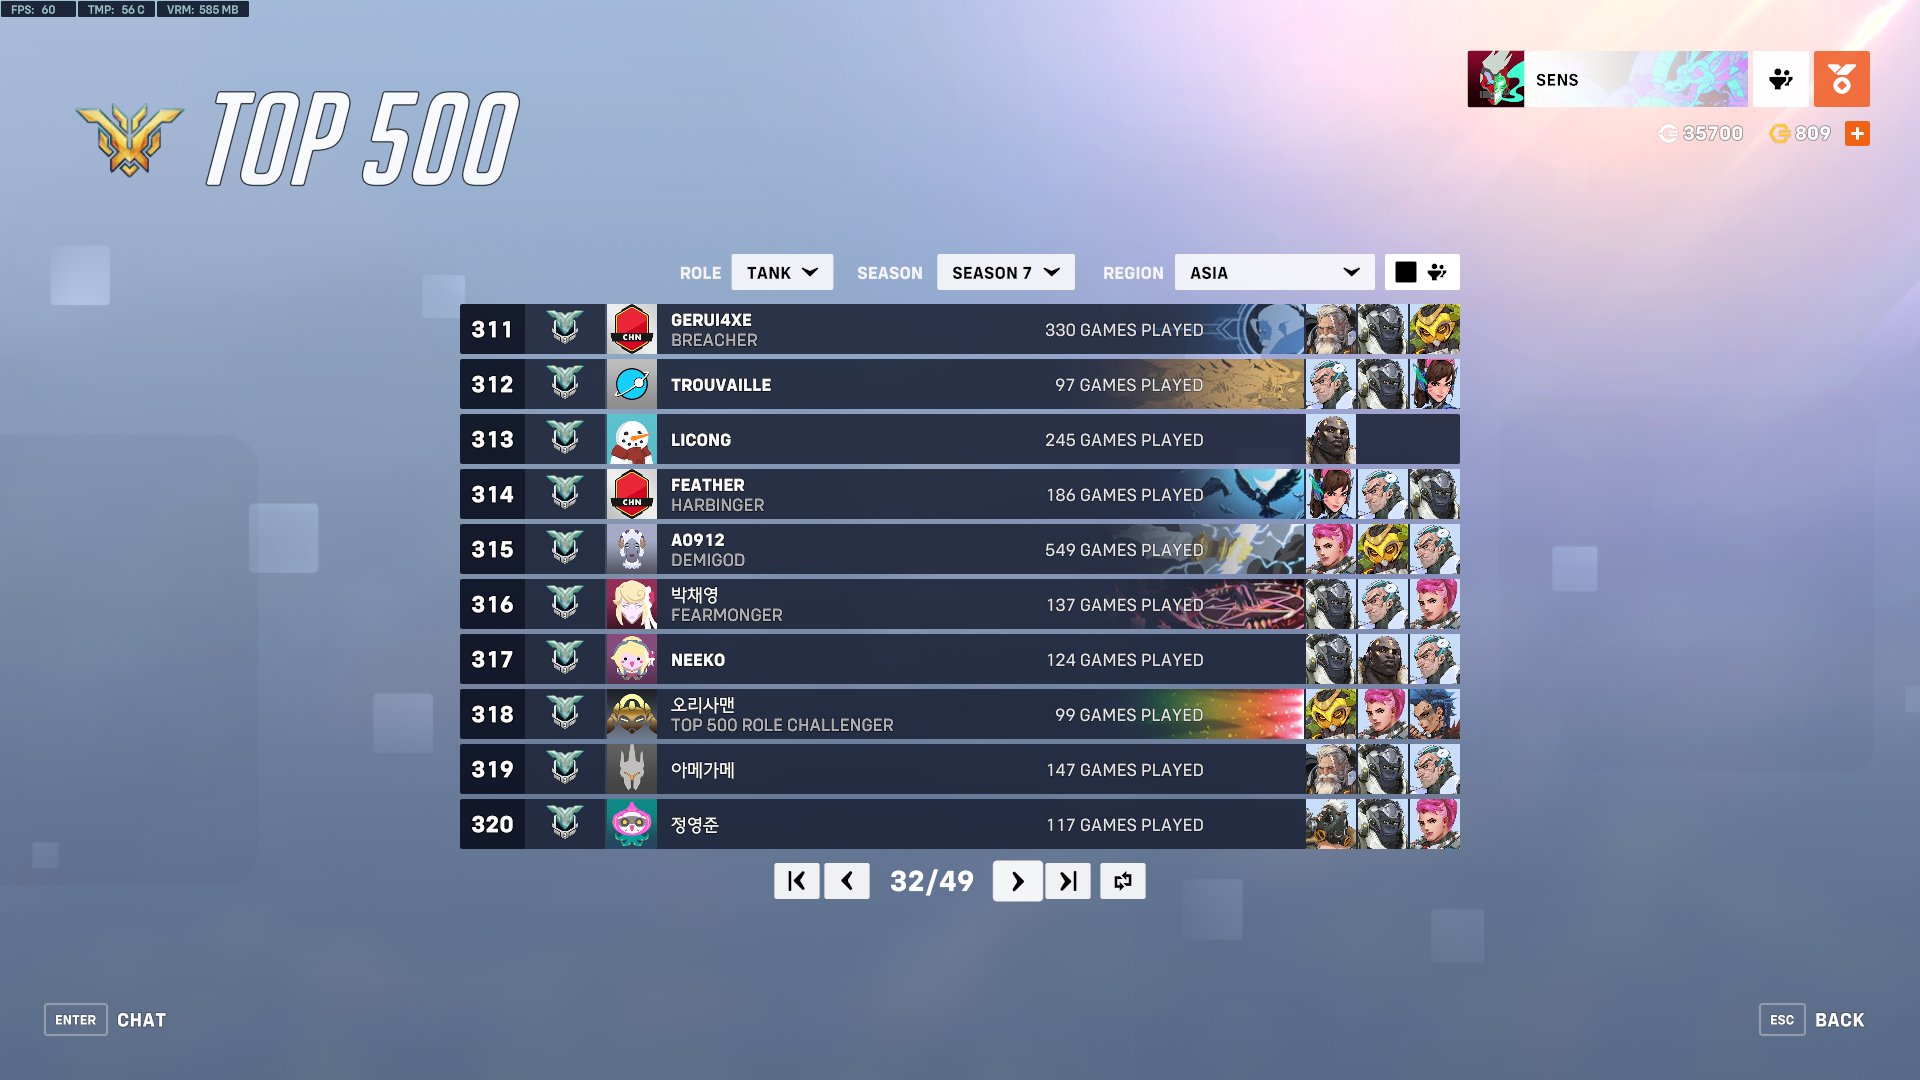 FPS: 60 TMP: 56 C VRM: 585 MB
TOP 500
SENS
35700 809
ROLE TANK SEASON SEASON 7 REGION ASIA
311 CHN GERUI4XE 330 GAMES PLAYED
BREACHER
312 TROUVAILLE 97 GAMES PLAYED
313 LICONG 245 GAMES PLAYED
314 CHN FEATHER 186 GAMES PLAYED
HARBINGER
315 A0912 549 GAMES PLAYED
DEMIGOD
316 박채영 137 GAMES PLAYED
FEARMONGER
317 NEEKO 124 GAMES PLAYED
318 오리사맨 99 GAMES PLAYED
TOP 500 ROLE CHALLENGER
319 아메가메 147 GAMES PLAYED
320 정영준 117 GAMES PLAYED
32/49
ENTER CHAT
ESC BACK